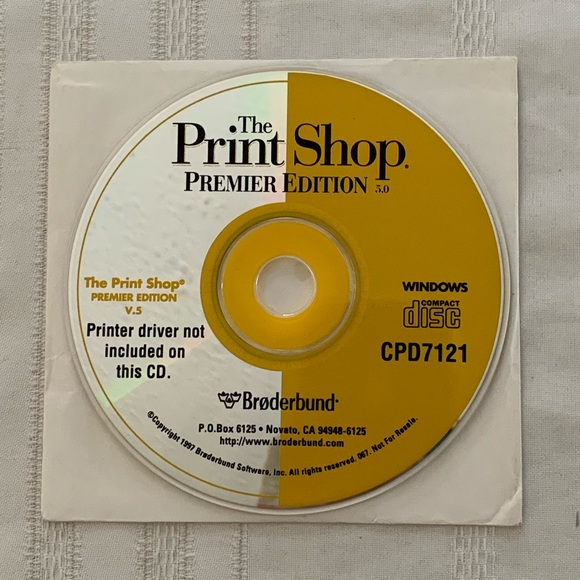 The
Print Shop®
PREMIER EDITION 5.0
The Print Shop®
PREMIER EDITION
V.5
Printer driver not
included on
this CD.
WINDOWS
COMPACT
disc
CPD7121
Brøderbund®
P.O.Box 6125 • Novato, CA 94948-6125
http://www.broderbund.com
©Copyright 1997 Brøderbund Software, Inc. All rights reserved. 067. Not For Resale.